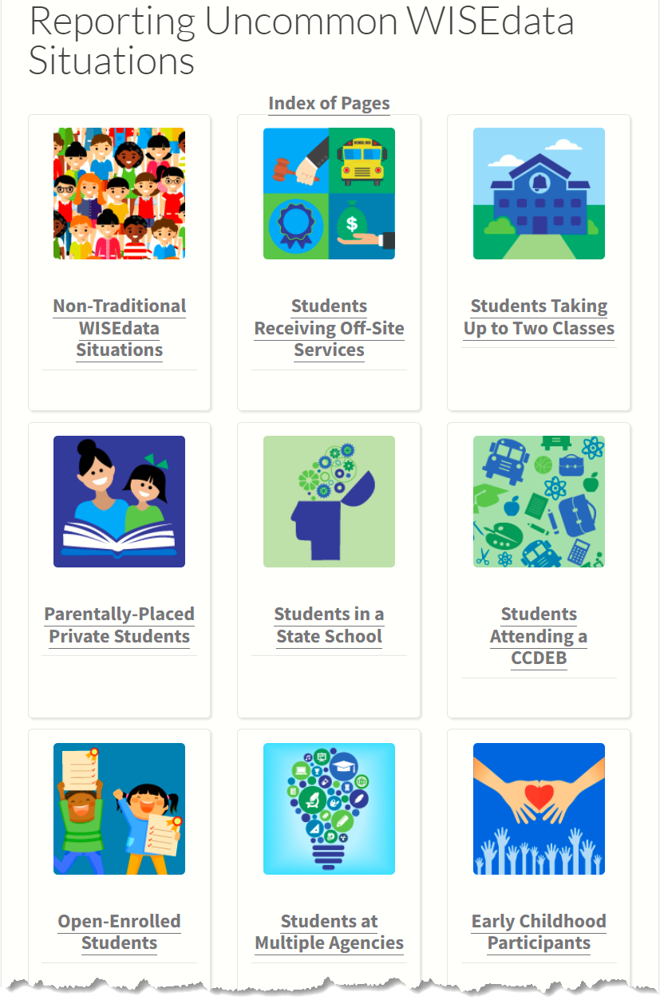 Reporting Uncommon WISEdata
Situations
Index of Pages
SCHOOL BUS
$
Non-Traditional
WISEdata
Situations
Students
Receiving Off-Site
Services
Students Taking
Up to Two Classes
Parentally-Placed
Private Students
Students in a
State School
Students
Attending a
CCDEB
Open-Enrolled
Students
Students at
Multiple Agencies
Early Childhood
Participants